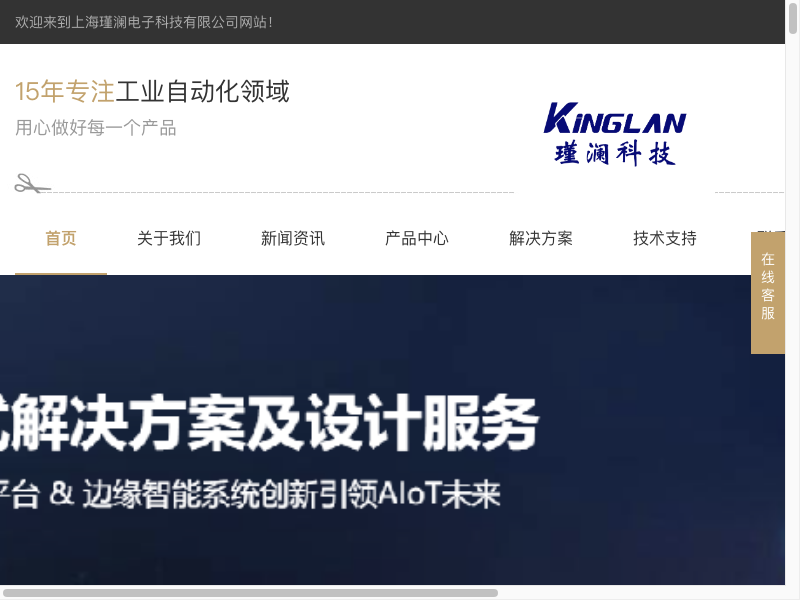 欢迎来到上海瑾澜电子科技有限公司网站！
15年专注工业自动化领域
用心做好每一个产品
KINGLAN
瑾澜科技
首页
关于我们
新闻资讯
产品中心
解决方案
技术支持
在线客服
解决方案及设计服务
平台 & 边缘智能系统创新引领AIoT未来